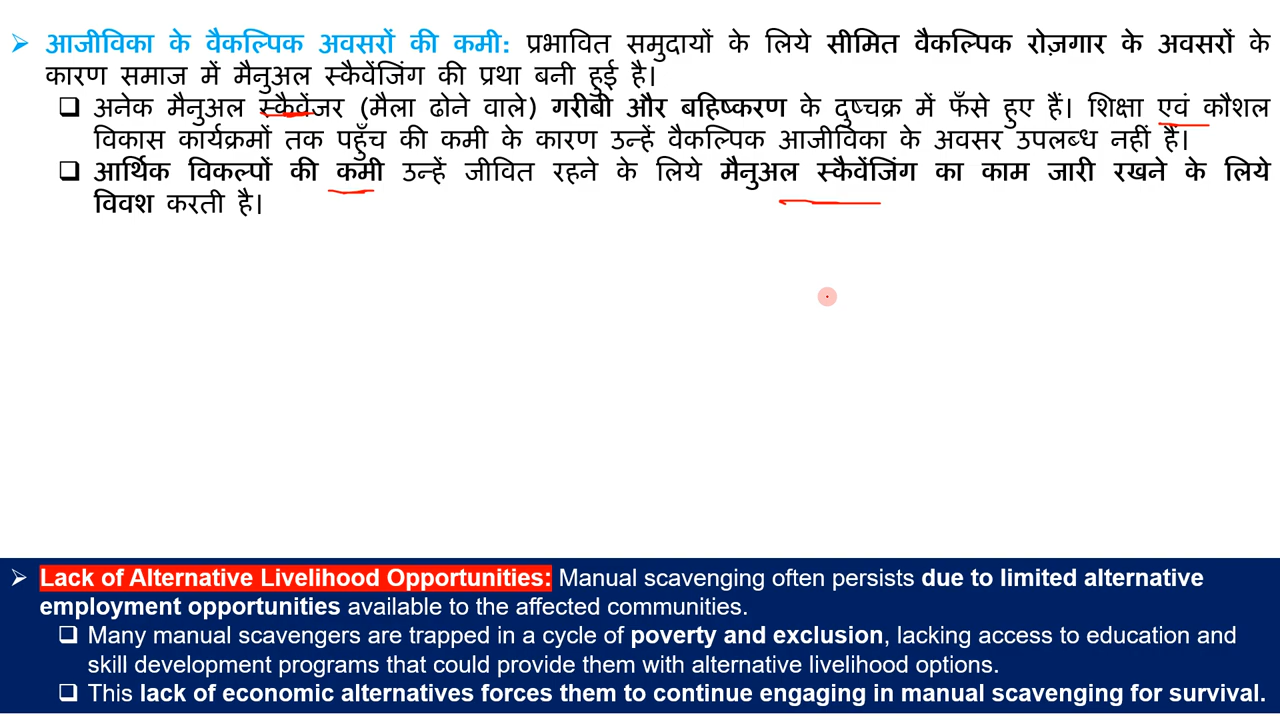 ➢ आजीविका के वैकल्पिक अवसरों की कमी: प्रभावित समुदायों के लिये सीमित वैकल्पिक रोज़गार के अवसरों के
कारण समाज में मैनुअल स्कैवेंजिंग की प्रथा बनी हुई है।
❑ अनेक मैनुअल स्कैवेंजर (मैला ढोने वाले) गरीबी और बहिष्करण के दुष्चक्र में फँसे हुए हैं। शिक्षा एवं कौशल
विकास कार्यक्रमों तक पहुँच की कमी के कारण उन्हें वैकल्पिक आजीविका के अवसर उपलब्ध नहीं हैं।
❑ आर्थिक विकल्पों की कमी उन्हें जीवित रहने के लिये मैनुअल स्कैवेंजिंग का काम जारी रखने के लिये
विवश करती है।
➢ Lack of Alternative Livelihood Opportunities: Manual scavenging often persists due to limited alternative
employment opportunities available to the affected communities.
❑ Many manual scavengers are trapped in a cycle of poverty and exclusion, lacking access to education and
skill development programs that could provide them with alternative livelihood options.
❑ This lack of economic alternatives forces them to continue engaging in manual scavenging for survival.